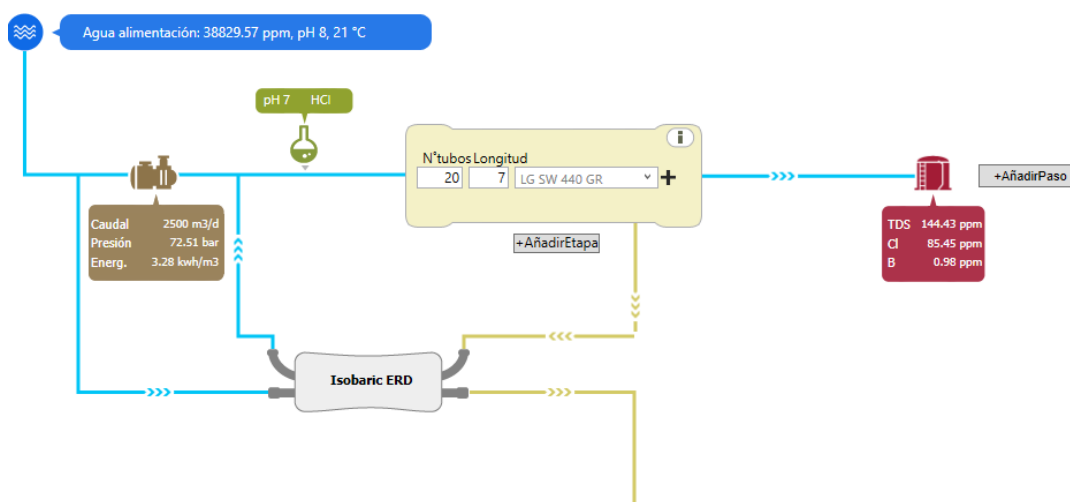 Agua alimentación: 38829.57 ppm, pH 8, 21 °C
pH 7 HCl
N°tubos Longitud
20 7 LG SW 440 GR
+AñadirPaso
+AñadirEtapa
Caudal 2500 m3/d
Presión 72.51 bar
Energ. 3.28 kwh/m3
TDS 144.43 ppm
Cl 85.45 ppm
B 0.98 ppm
Isobaric ERD